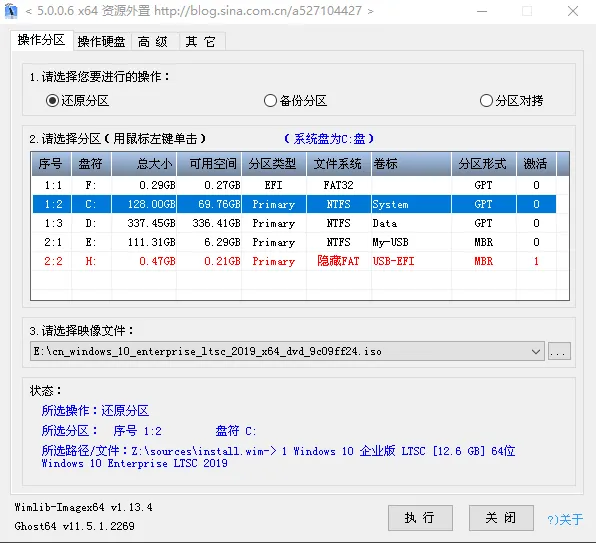 < 5.0.0.6 x64 资源外置 http://blog.sina.com.cn/a527104427 >
操作分区 操作硬盘 高 级 其 它
1.请选择您要进行的操作：
还原分区 备份分区 分区对拷
2.请选择分区(用鼠标左键单击) (系统盘为C:盘)
序号 盘符 总大小 可用空间 分区类型 文件系统 卷标 分区形式 激活
1:1 F: 0.29GB 0.27GB EFI FAT32 GPT 0
1:2 C: 128.00GB 69.76GB Primary NTFS System GPT 0
1:3 D: 337.45GB 336.41GB Primary NTFS Data GPT 0
2:1 E: 111.31GB 6.29GB Primary NTFS My-USB MBR 0
2:2 H: 0.47GB 0.21GB Primary 隐藏FAT USB-EFI MBR 1
3.请选择映像文件：
E:\cn_windows_10_enterprise_ltsc_2019_x64_dvd_9c09ff24.iso ...
状态：
所选操作：还原分区
所选分区： 序号 1:2 盘符 C:
所选路径/文件：Z:\sources\install.wim-> 1 Windows 10 企业版 LTSC [12.6 GB] 64位
Windows 10 Enterprise LTSC 2019
Wimlib-Imagex64 v1.13.4
Ghost64 v11.5.1.2269
执 行 关 闭 ?)关于